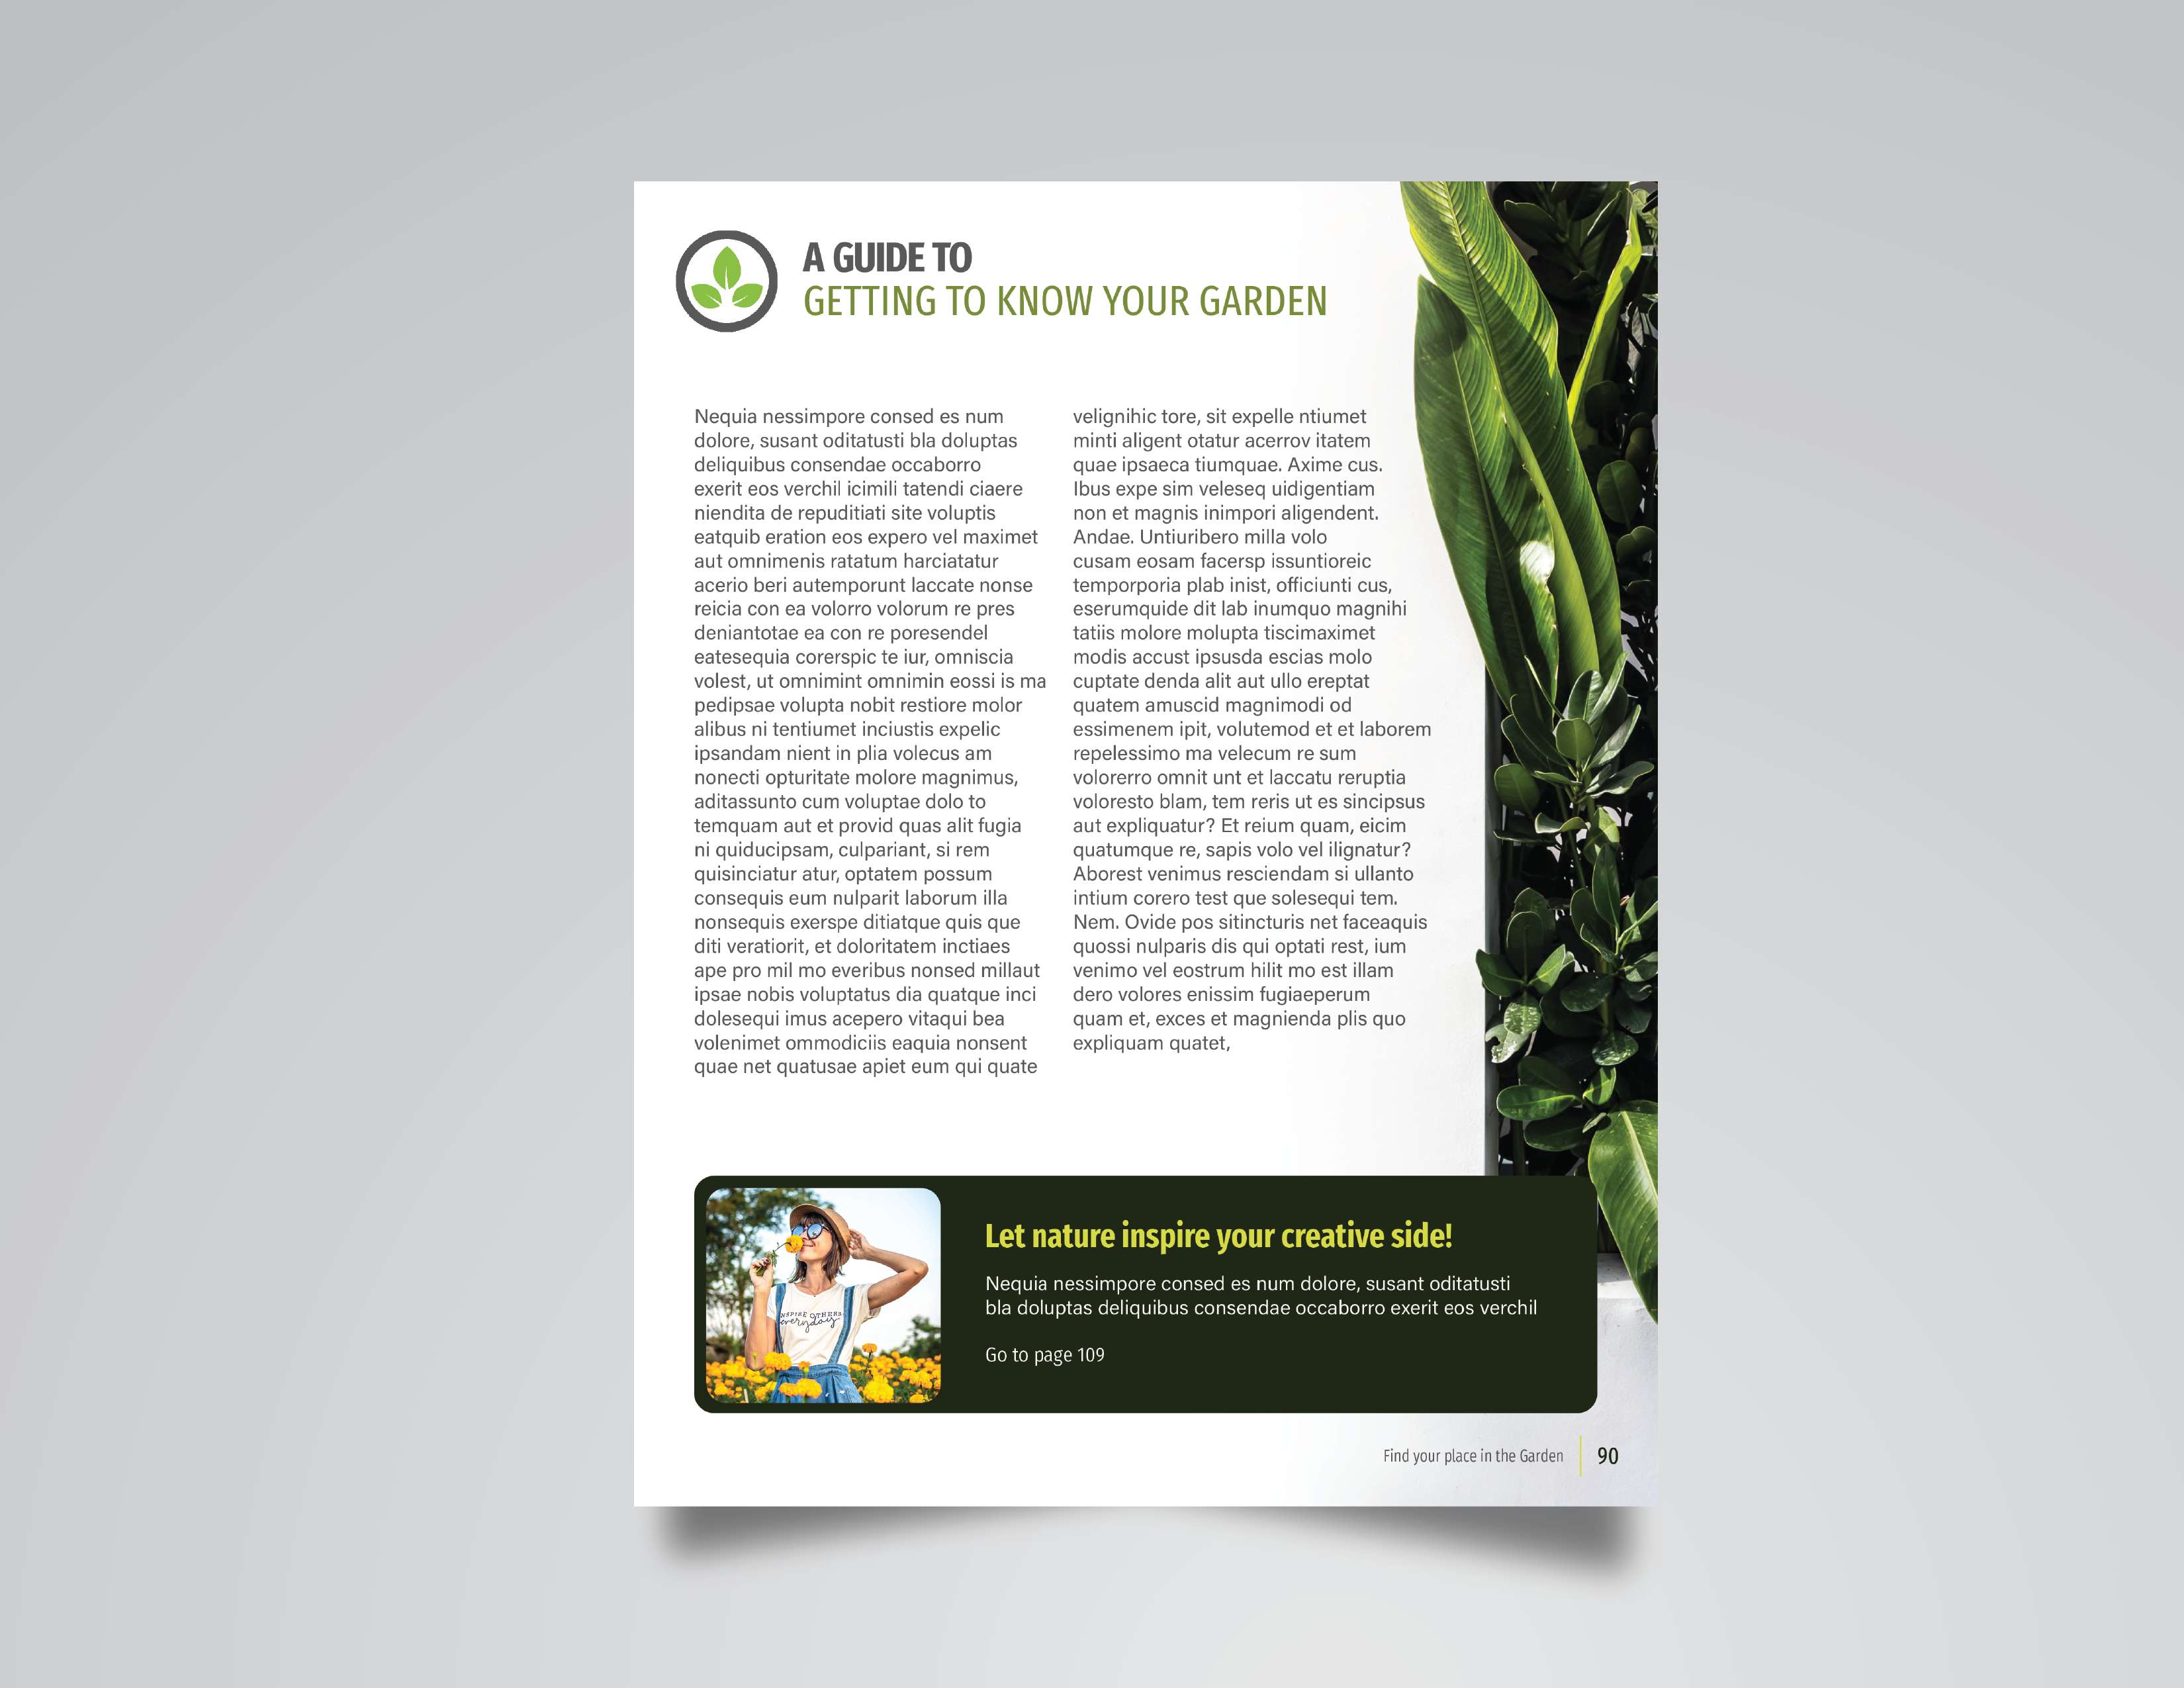 A GUIDE TO
GETTING TO KNOW YOUR GARDEN
Nequia nessimpore consed es num
dolore, susant oditatusti bla doluptas
deliquibus consendae occaborro
exerit eos verchil icimili tatendi ciaere
niendita de repuditiati site voluptis
eatquib eration eos expero vel maximet
aut omnimenis ratatum harciatatur
acerio beri autemporunt laccate nonse
reicia con ea volorro volorum re pres
deniantotae ea con re poresendel
eatesequia corerspic te iur, omniscia
volest, ut omnimint omnimin eossi is ma
pedipsae volupta nobit restiore molor
alibus ni tentiumet inciustis expelic
ipsandam nient in plia volecus am
nonecti opturitate molore magnimus,
aditassunto cum voluptae dolo to
temquam aut et provid quas alit fugia
ni quiducipsam, culpariant, si rem
quisinciatur atur, optatem possum
consequis eum nulparit laborum illa
nonsequis exerspe ditiatque quis que
diti veratiorit, et doloritatem inctiaes
ape pro mil mo everibus nonsed millaut
ipsae nobis voluptatus dia quatque inci
dolesequi imus acepero vitaqui bea
volenimet ommodiciis eaquia nonsent
quae net quatusae apiet eum qui quate
velignihic tore, sit expelle ntiumet
minti aligent otatur acerrov itatem
quae ipsaeca tiumquae. Axime cus.
Ibus expe sim veleseq uidigentiam
non et magnis inimpori aligendent.
Andae. Untiuribero milla volo
cusam eosam facersp issuntioreic
temporporia plab inist, officiunti cus,
eserumquide dit lab inumquo magnihi
tatiis molore molupta tiscimaximet
modis accust ipsusda escias molo
cuptate denda alit aut ullo ereptat
quatem amuscid magnimodi od
essimenem ipit, volutemod et et laborem
repelessimo ma velecum re sum
volorerro omnit unt et laccatu reruptia
voloresto blam, tem reris ut es sincipsus
aut expliquatur? Et reium quam, eicim
quatumque re, sapis volo vel ilignatur?
Aborest venimus resciendam si ullanto
intium corero test que solesequi tem.
Nem. Ovide pos sitincturis net faceaquis
quossi nulparis dis qui optati rest, ium
venimo vel eostrum hilit mo est illam
dero volores enissim fugiaeperum
quam et, exces et magnienda plis quo
expliquam quatet,
NSPIRE OTHERS
everyday
Let nature inspire your creative side!
Nequia nessimpore consed es num dolore, susant oditatusti
bla doluptas deliquibus consendae occaborro exerit eos verchil
Go to page 109
Find your place in the Garden
90